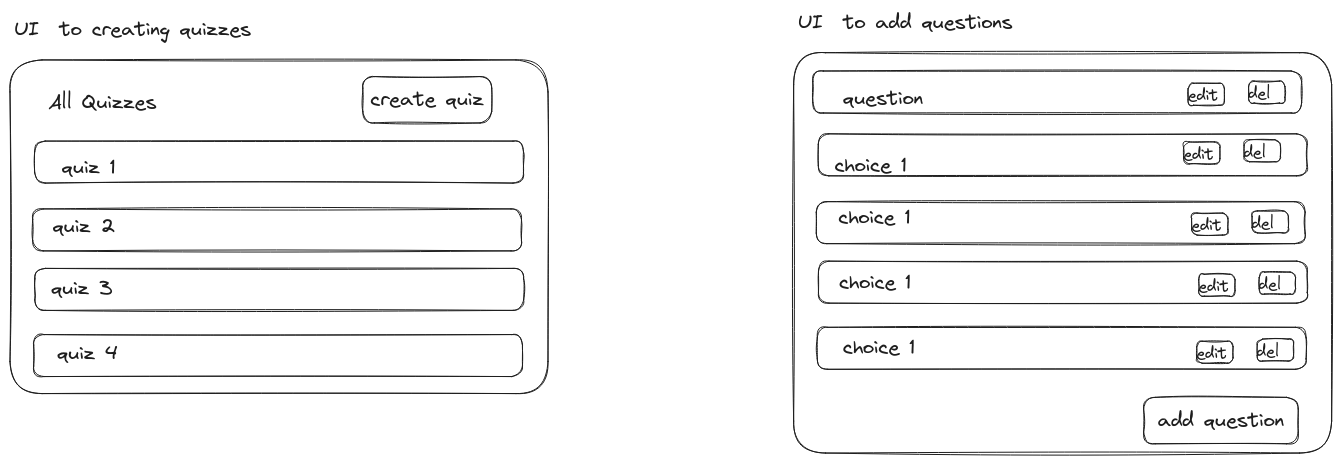 UI to creating quizzes
All Quizzes
create quiz
quiz 1
quiz 2
quiz 3
quiz 4
UI to add questions
question
edit
del
choice 1
edit
del
choice 1
edit
del
choice 1
edit
del
choice 1
edit
del
add question